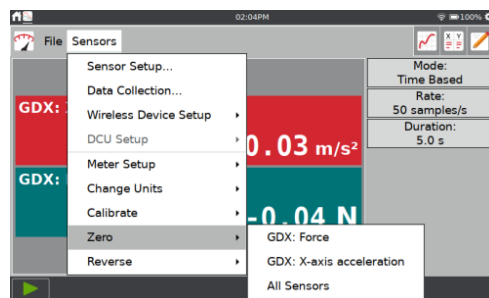 02:04PM
100%
File Sensors
Sensor Setup...
Data Collection...
Wireless Device Setup
DCU Setup
Meter Setup
Change Units
Calibrate
Zero
Reverse
GDX: Force
GDX: X-axis acceleration
All Sensors
GDX:
0.03 m/s²
GDX:
-0.04 N
Mode:
Time Based
Rate:
50 samples/s
Duration:
5.0 s